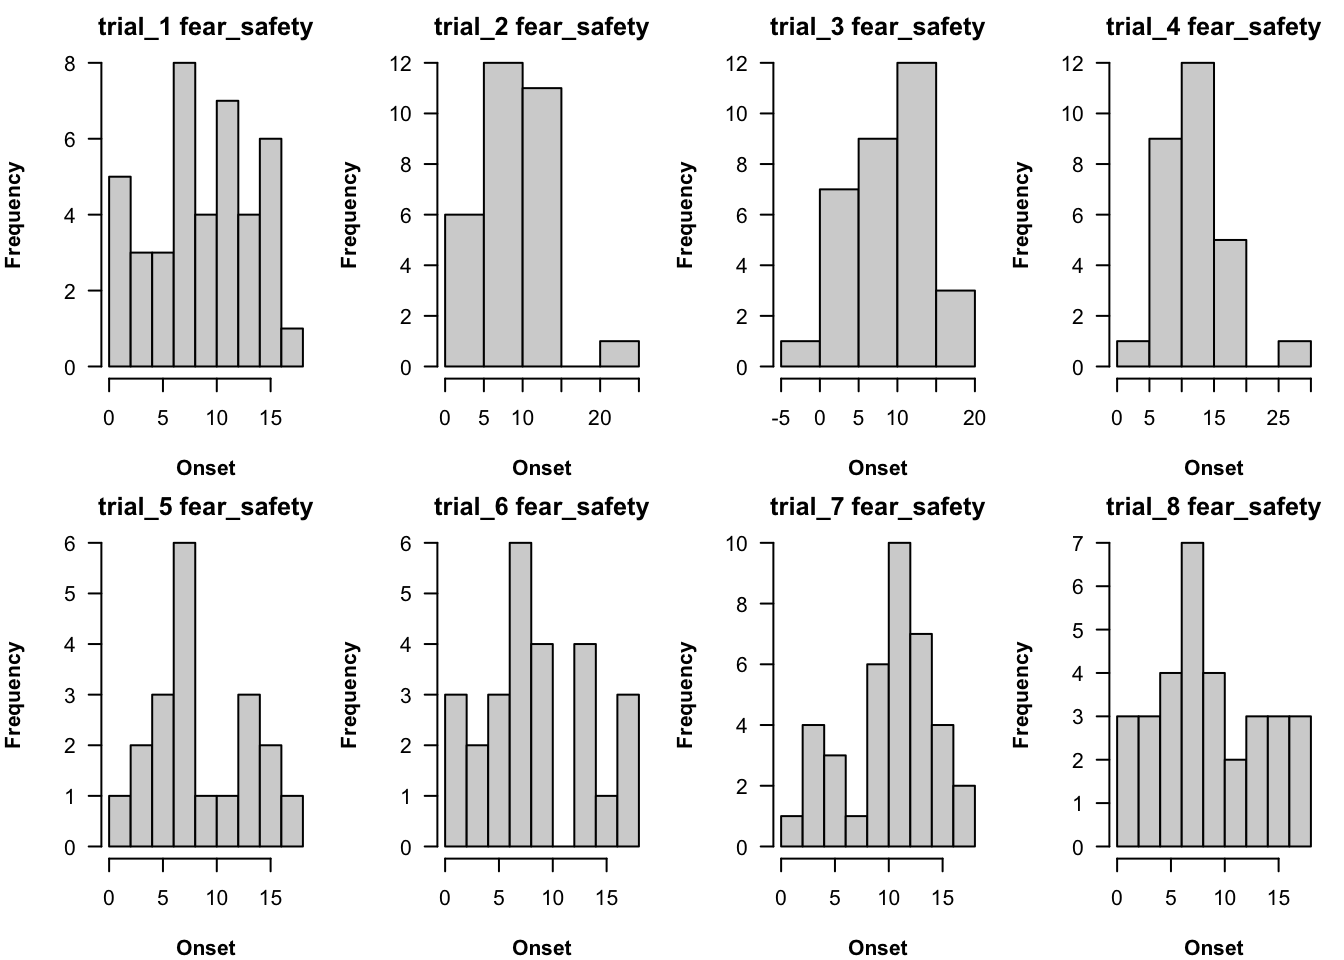 trial_1 fear_safety
Frequency
8
6
4
2
0
0 5 10 15
Onset
trial_2 fear_safety
Frequency
12
10
8
6
4
2
0
0 5 10 20
Onset
trial_3 fear_safety
Frequency
12
10
8
6
4
2
0
-5 0 5 10 20
Onset
trial_4 fear_safety
Frequency
12
10
8
6
4
2
0
0 5 15 25
Onset
trial_5 fear_safety
Frequency
6
5
4
3
2
1
0
0 5 10 15
Onset
trial_6 fear_safety
Frequency
6
5
4
3
2
1
0
0 5 10 15
Onset
trial_7 fear_safety
Frequency
10
8
6
4
2
0
0 5 10 15
Onset
trial_8 fear_safety
Frequency
7
6
5
4
3
2
1
0
0 5 10 15
Onset